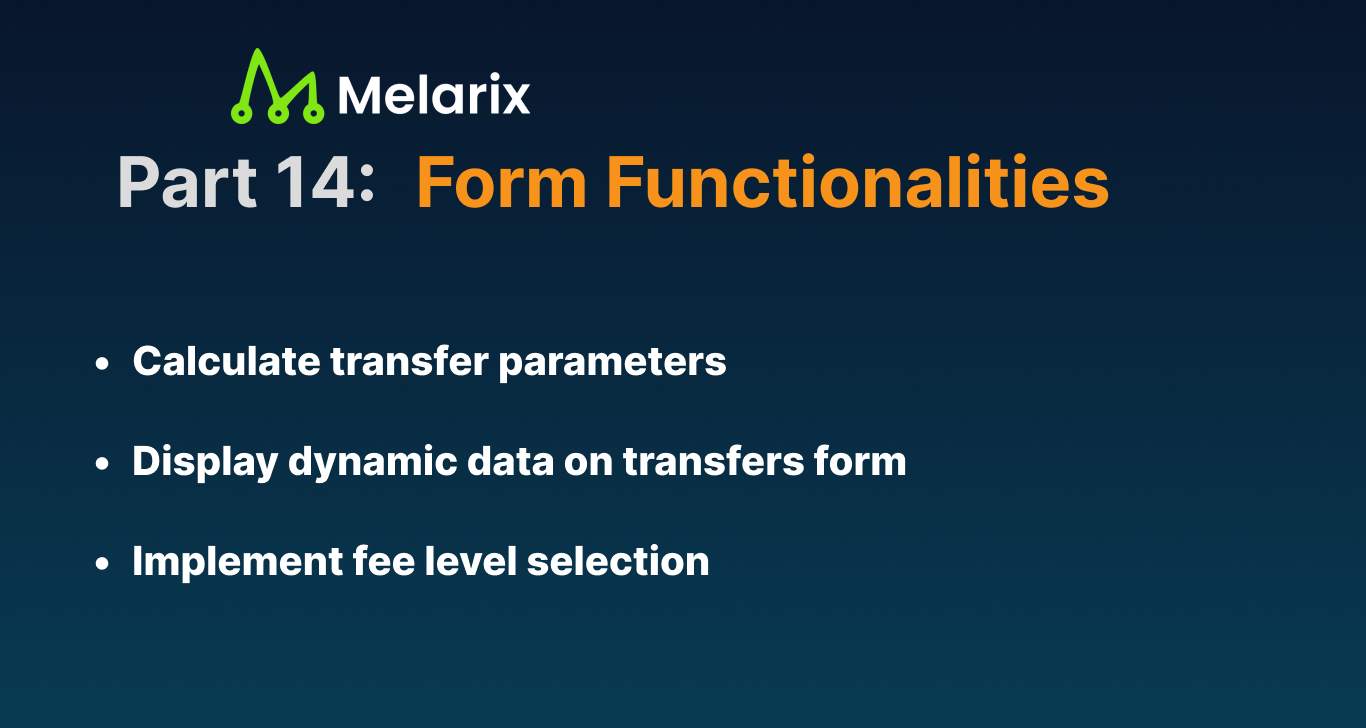 Melarix
Part 14: Form Functionalities
• Calculate transfer parameters
• Display dynamic data on transfers form
• Implement fee level selection